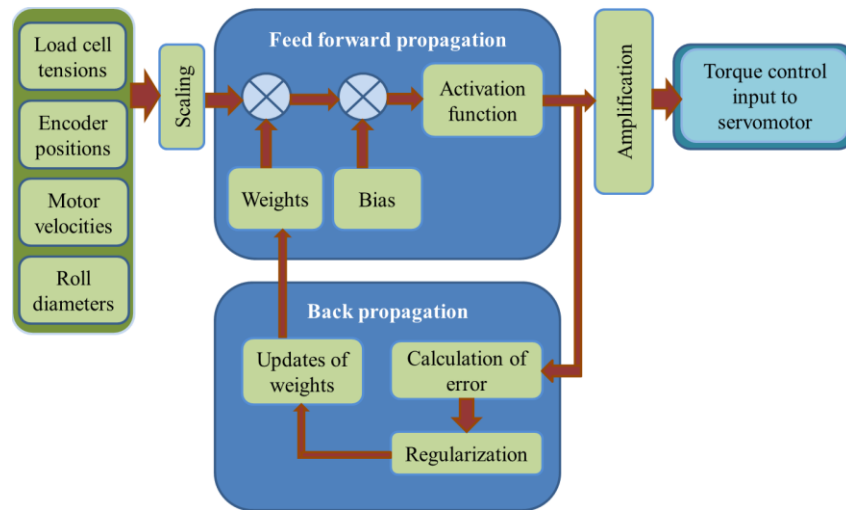 Load cell
tensions
Encoder
positions
Motor
velocities
Roll
diameters
Scaling
Feed forward propagation
Activation
function
Weights
Bias
Amplification
Torque control
input to
servomotor
Back propagation
Updates of
weights
Calculation of
error
Regularization